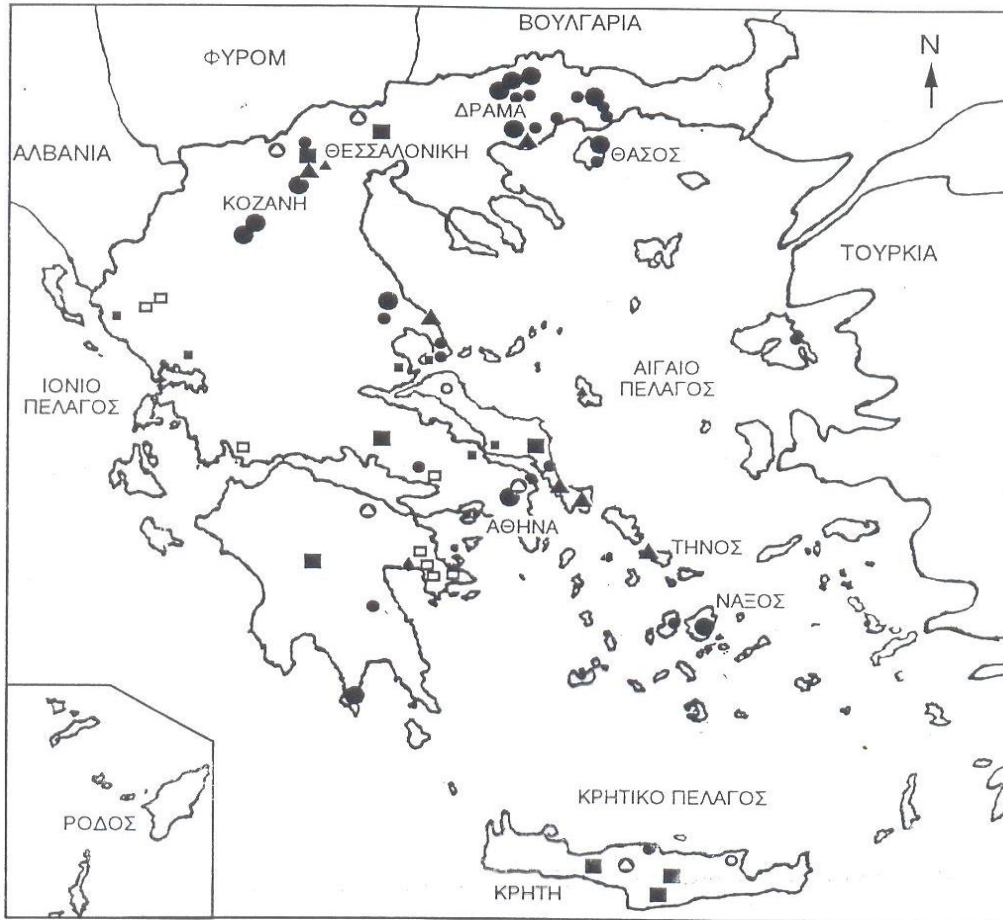 ΒΟΥΛΓΑΡΙΑ
ΦΥΡΟΜ
N
ΔΡΑΜΑ
ΑΛΒΑΝΙΑ
ΘΕΣΣΑΛΟΝΙΚΗ
ΘΑΣΟΣ
ΚΟΖΑΝΗ
ΤΟΥΡΚΙΑ
ΙΟΝΙΟ
ΠΕΛΑΓΟΣ
ΑΙΓΑΙΟ
ΠΕΛΑΓΟΣ
ΑΘΗΝΑ
ΤΗΝΟΣ
ΝΑΞΟΣ
ΚΡΗΤΙΚΟ ΠΕΛΑΓΟΣ
ΡΟΔΟΣ
ΚΡΗΤΗ